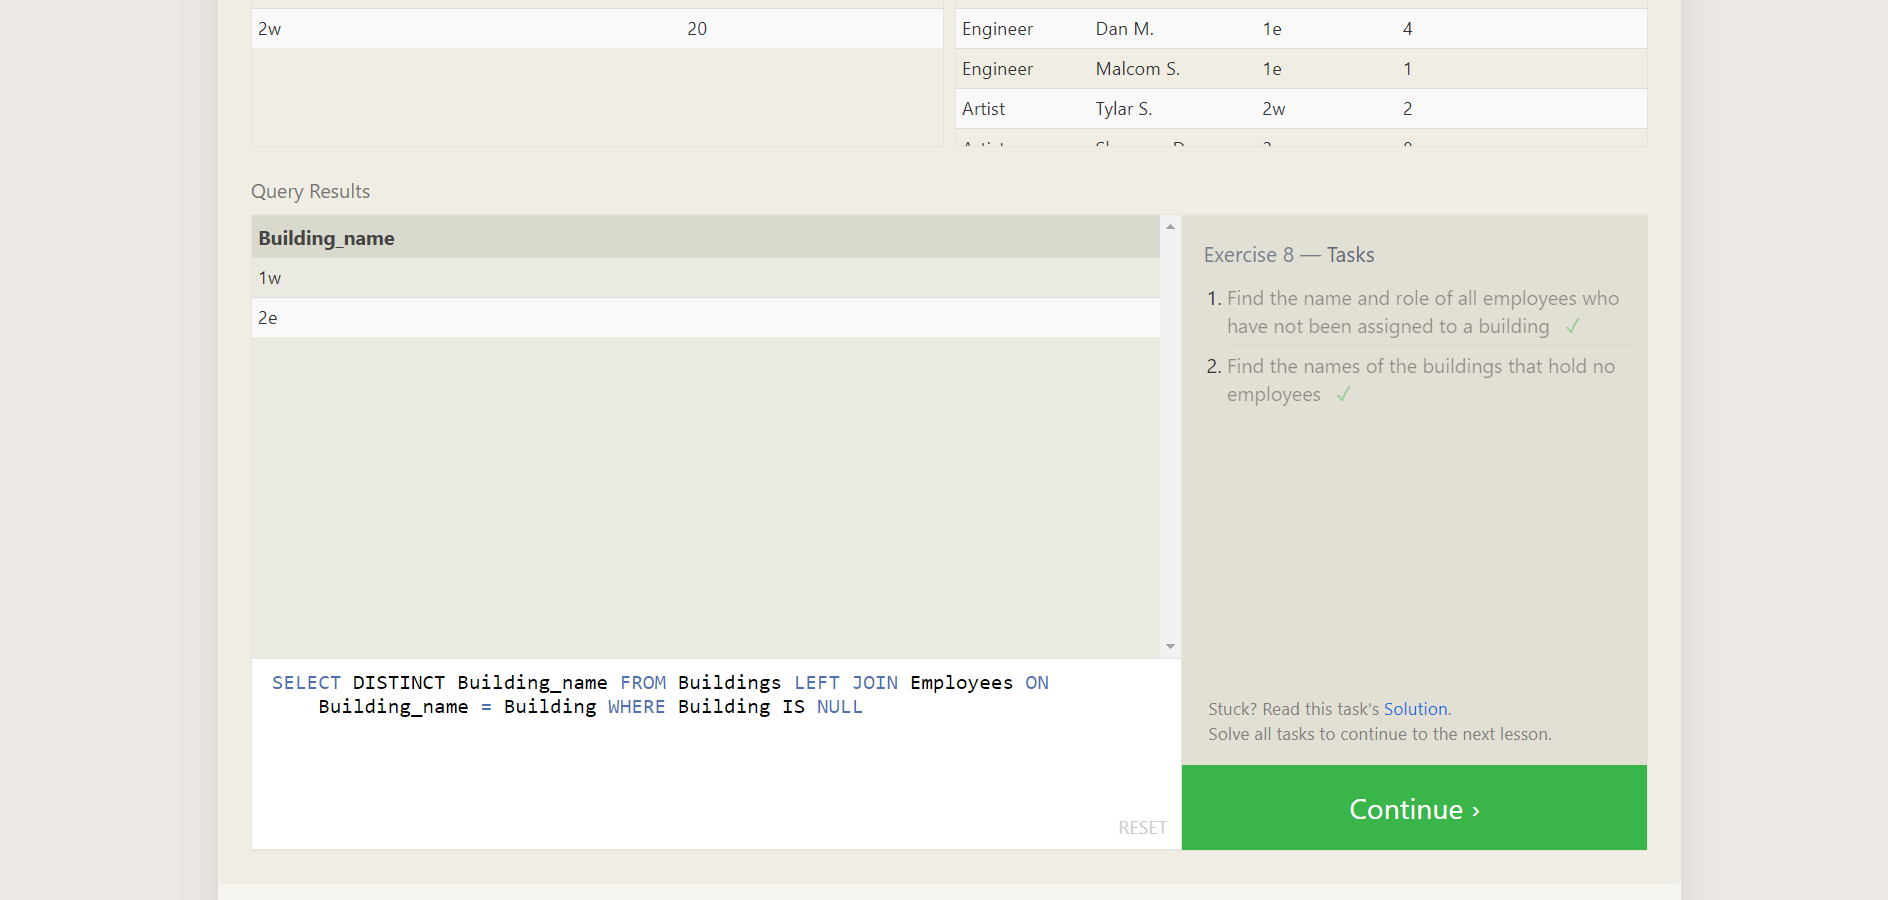 2w 20
Engineer Dan M. 1e 4
Engineer Malcom S. 1e 1
Artist Tylar S. 2w 2
Query Results
Building_name
1w
2e
Exercise 8 — Tasks
1. Find the name and role of all employees who
have not been assigned to a building ✓
2. Find the names of the buildings that hold no
employees ✓
SELECT DISTINCT Building_name FROM Buildings LEFT JOIN Employees ON
Building_name = Building WHERE Building IS NULL
RESET
Stuck? Read this task's Solution.
Solve all tasks to continue to the next lesson.
Continue ›